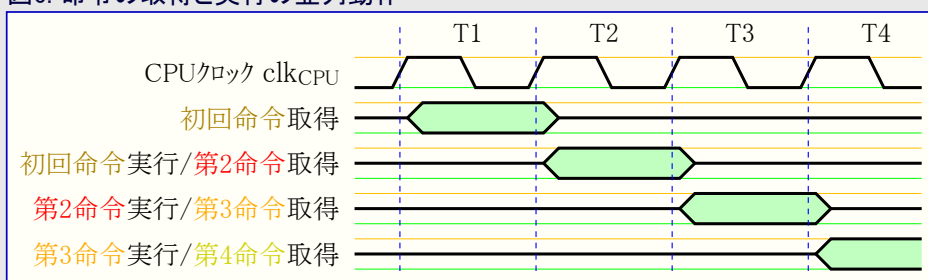 図6. 命令の取得と実行の並列動作
T1 T2 T3 T4
CPUクロック clkCPU
初回命令取得
初回命令実行/第2命令取得
第2命令実行/第3命令取得
第3命令実行/第4命令取得